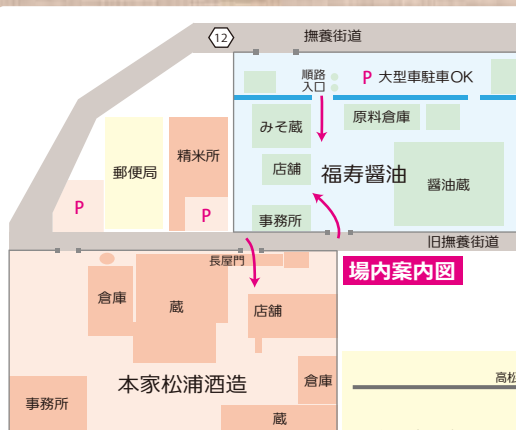 12
撫養街道
順路
入口
P 大型車駐車OK
みそ蔵
原料倉庫
精米所
郵便局
店舗
福寿醤油
醤油蔵
P
P
事務所
旧撫養街道
長屋門
場内案内図
倉庫
蔵
店舗
本家松浦酒造
倉庫
高松
事務所
蔵